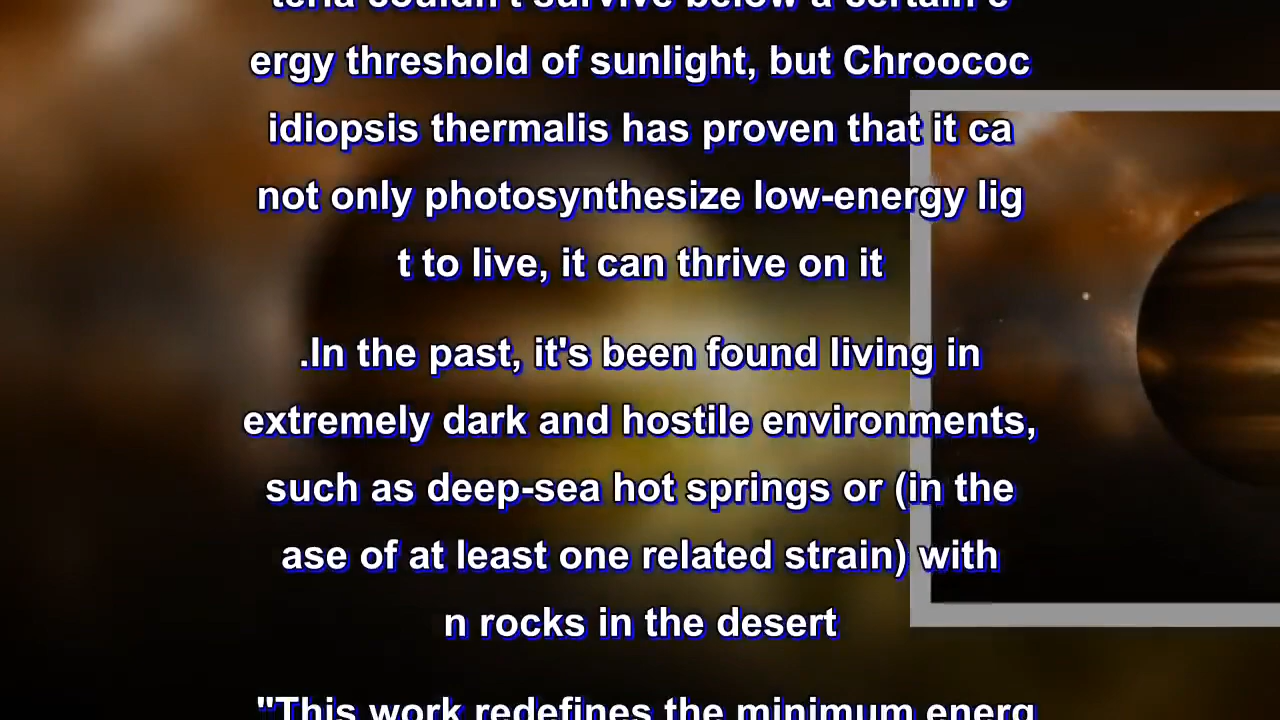 teria couldn't survive below a certain e
ergy threshold of sunlight, but Chroococ
idiopsis thermalis has proven that it ca
not only photosynthesize low-energy lig
t to live, it can thrive on it
.In the past, it's been found living in
extremely dark and hostile environments,
such as deep-sea hot springs or (in the
ase of at least one related strain) with
n rocks in the desert
"This work redefines the minimum energ